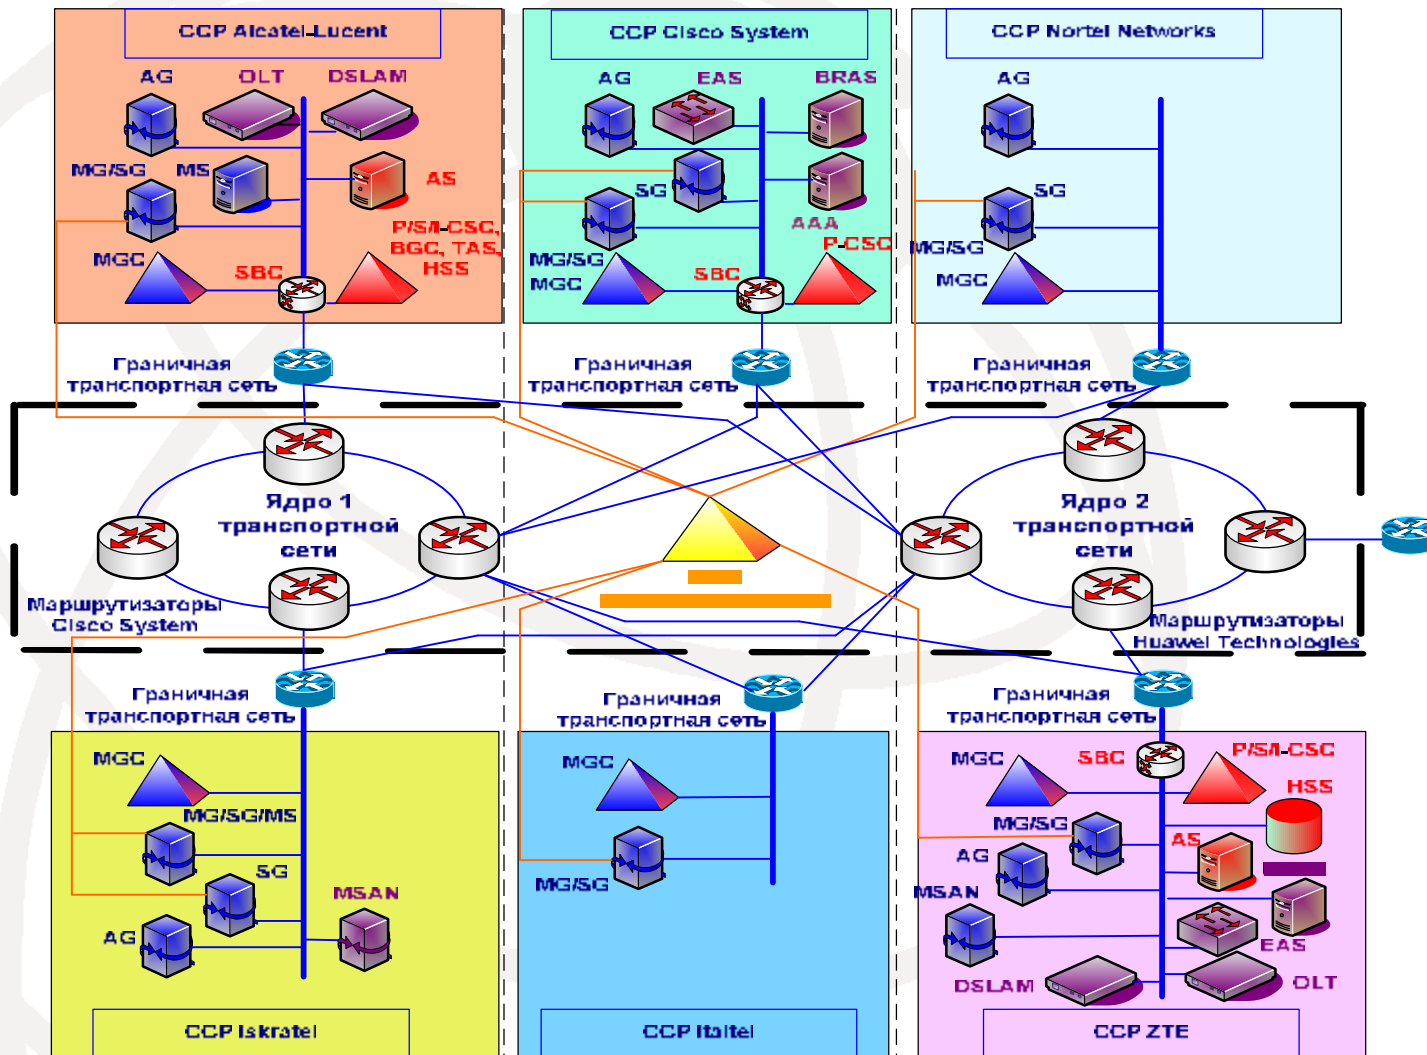 ССР Alcatel-Lucent
AG
OLT
DSLAM
MG/SG
MS
AS
P/S/I-CSC,
BGC, TAS,
HSS
MGC
SBC
ССР Cisco System
AG
EAS
BRAS
SG
AAA
P-CSC
MG/SG
MGC
SBC
ССР Nortel Networks
AG
SG
MG/SG
MGC
Граничная
транспортная сеть
Граничная
транспортная сеть
Граничная
транспортная сеть
Ядро 1
транспортной
сети
Маршрутизаторы
Cisco System
Ядро 2
транспортной
сети
Маршрутизаторы
Huawei Technologies
Граничная
транспортная сеть
Граничная
транспортная сеть
Граничная
транспортная сеть
MGC
MG/SG/MS
SG
MSAN
AG
ССР Iskratel
MGC
MG/SG
ССР Italtel
MGC
SBC
P/S/I-CSC
HSS
MG/SG
AS
AG
MSAN
EAS
DSLAM
OLT
ССР ZTE